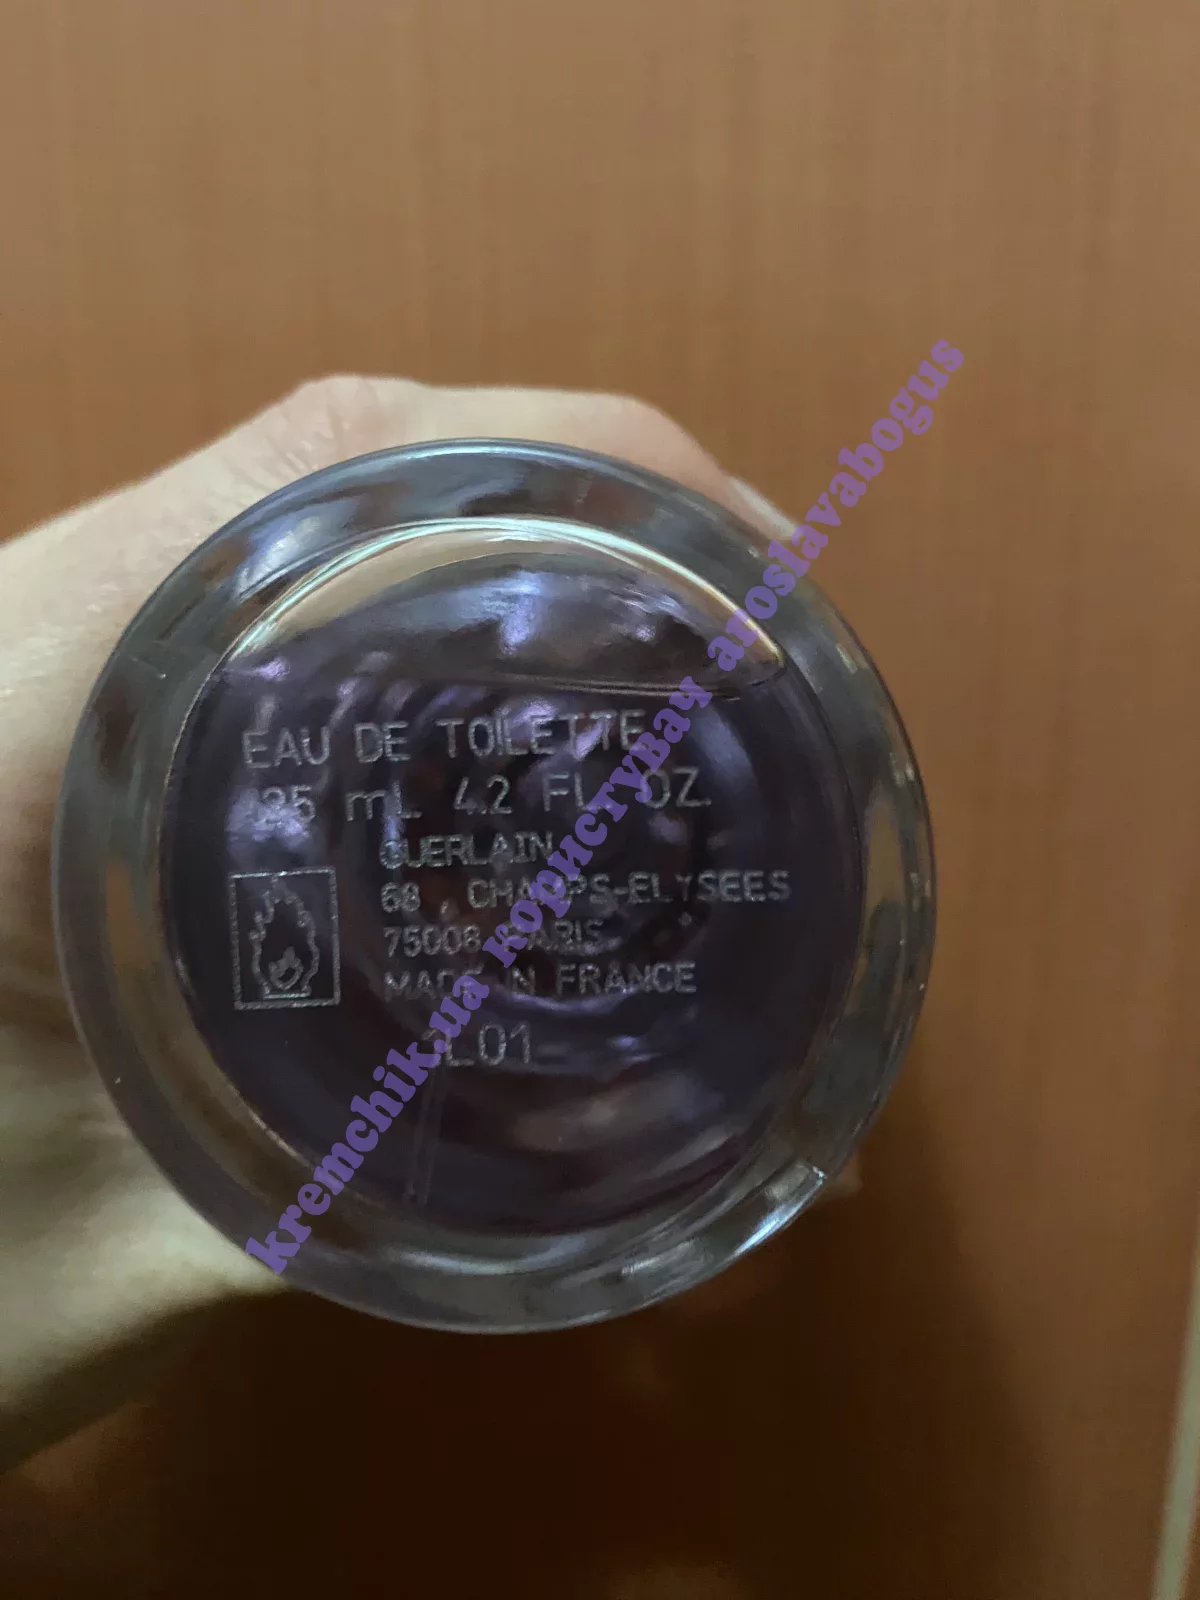 EAU DE TOILETTE
125 mL 4.2 FL. OZ.
GUERLAIN
68, CHAMPS-ELYSEES
75008 PARIS
MADE IN FRANCE
kremchik.ua користувач aroslavabogus